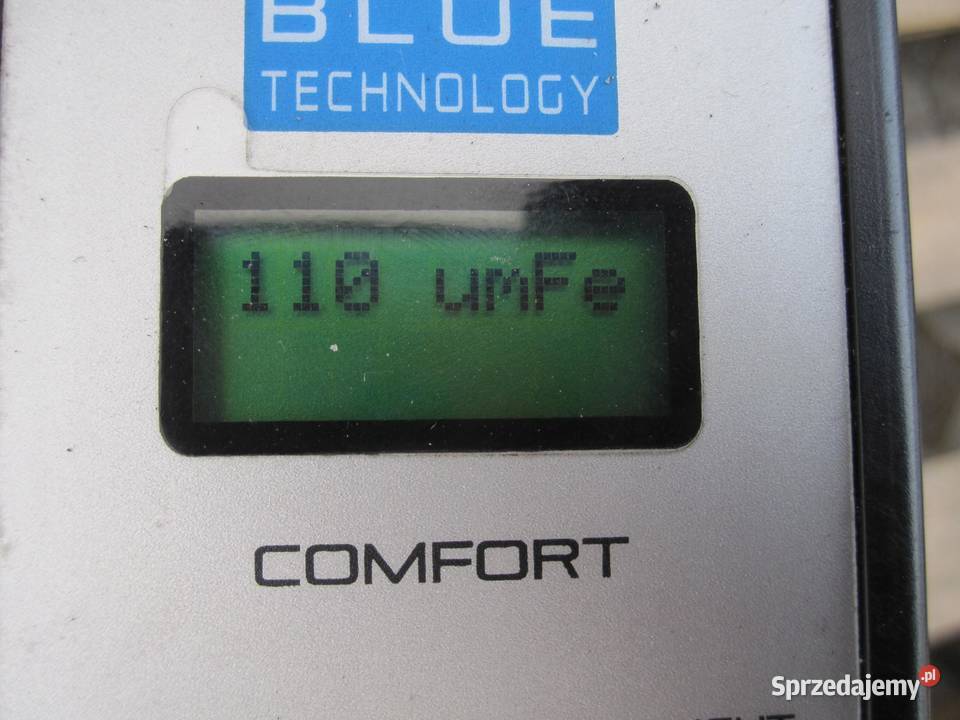 BLUE
TECHNOLOGY
110 umFe
COMFORT
Sprzedajemy.pl